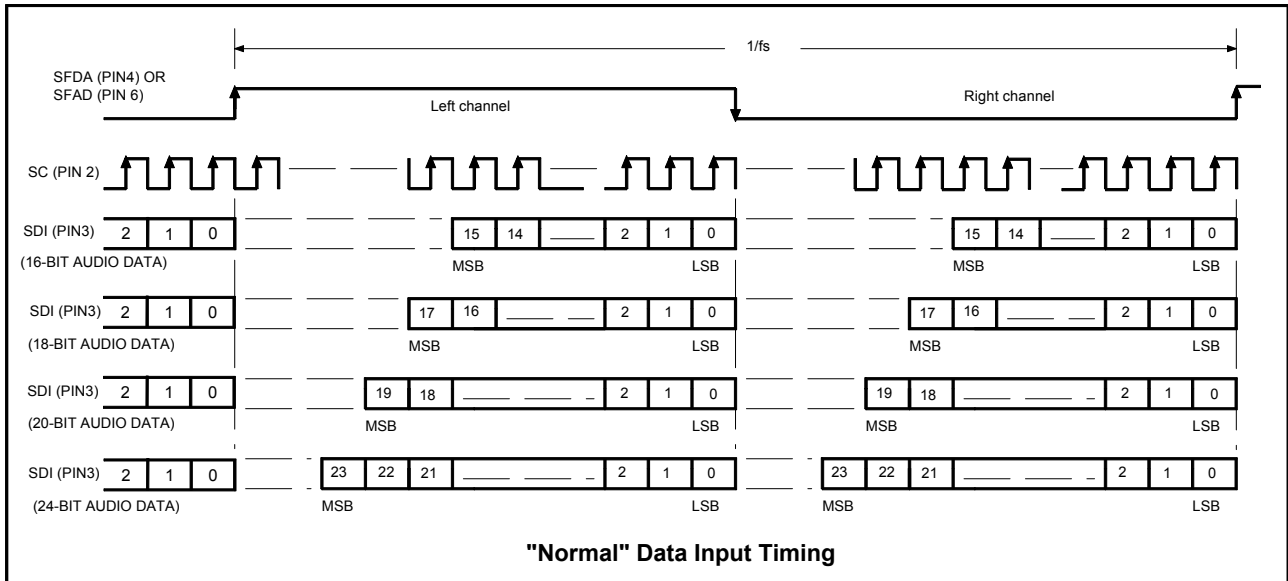 1/fs
SFDA (PIN4) OR
SFAD (PIN 6)
Left channel
Right channel
SC (PIN 2)
SDI (PIN3) 2 1 0 15 14 2 1 0 15 14 2 1 0
(16-BIT AUDIO DATA) MSB LSB MSB LSB
SDI (PIN3) 2 1 0 17 16 2 1 0 17 16 2 1 0
(18-BIT AUDIO DATA) MSB LSB MSB LSB
SDI (PIN3) 2 1 0 19 18 2 1 0 19 18 2 1 0
(20-BIT AUDIO DATA) MSB LSB MSB LSB
SDI (PIN3) 2 1 0 23 22 21 2 1 0 23 22 21 2 1 0
(24-BIT AUDIO DATA) MSB LSB MSB LSB
"Normal" Data Input Timing